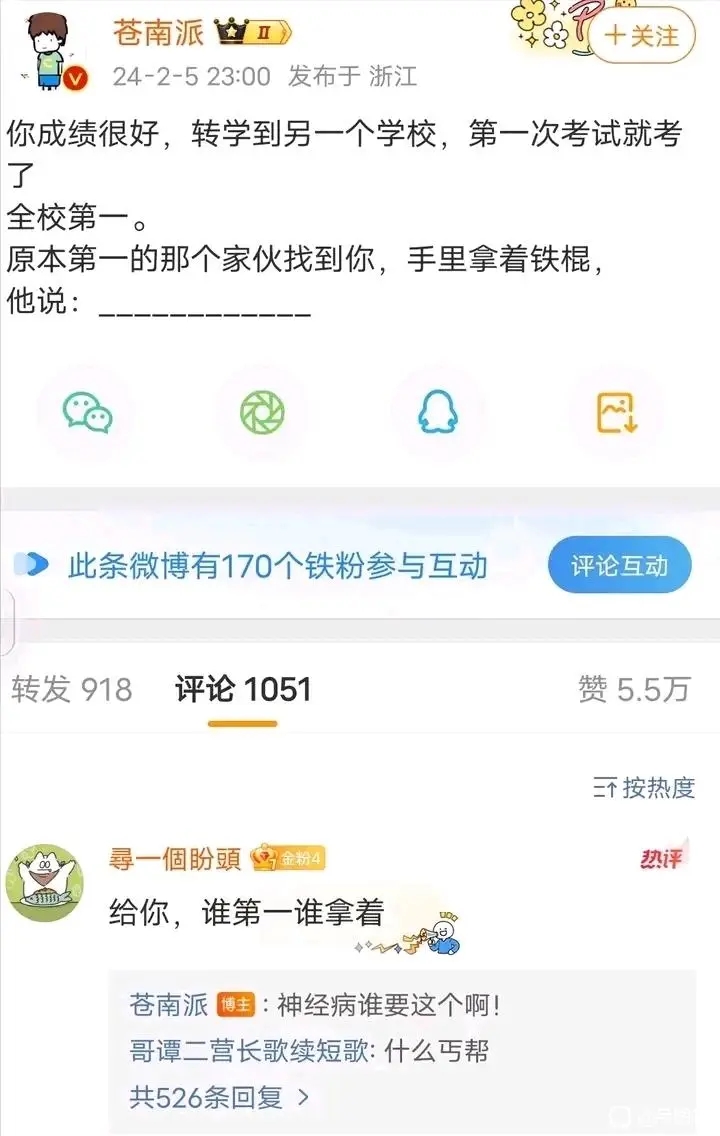 苍南派 II
+关注
24-2-5 23:00 发布于 浙江
你成绩很好，转学到另一个学校，第一次考试就考
了
全校第一。
原本第一的那个家伙找到你，手里拿着铁棍，
他说：____________
此条微博有170个铁粉参与互动
评论互动
转发 918 评论 1051 赞 5.5万
按热度
尋一個盼頭 金粉4
热评
给你，谁第一谁拿着
苍南派 博主：神经病谁要这个啊！
哥谭二营长歌续短歌: 什么丐帮
共526条回复 >